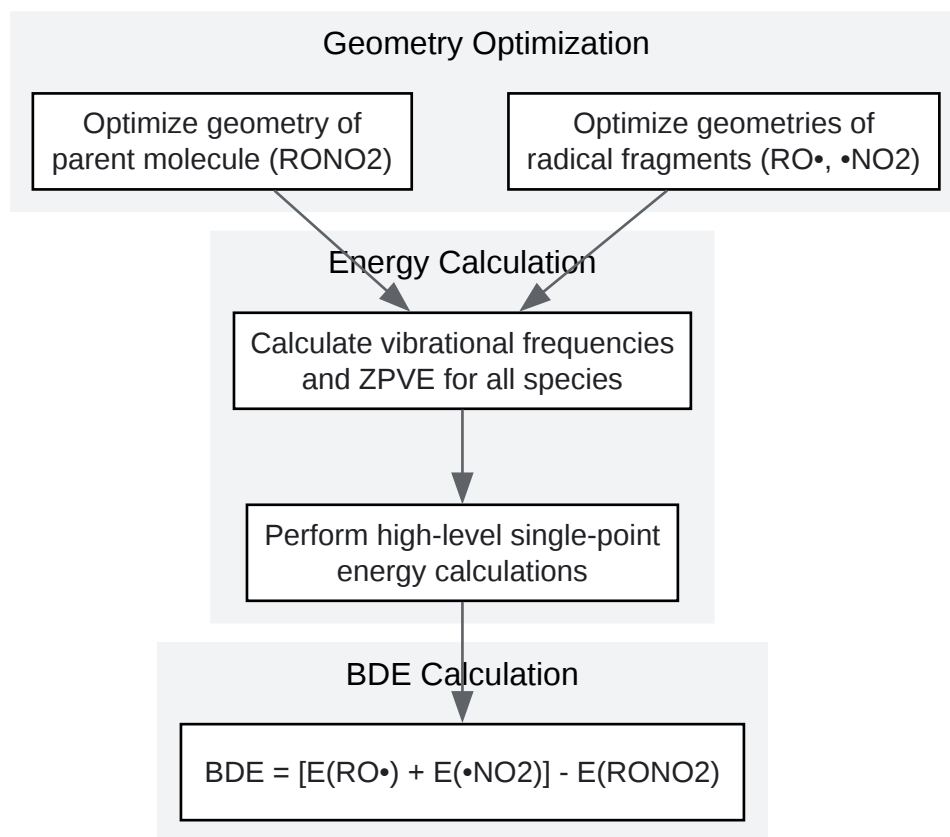 Geometry Optimization
Optimize geometry of
parent molecule (RONO2)
Optimize geometries of
radical fragments (RO•, •NO2)
Energy Calculation
Calculate vibrational frequencies
and ZPVE for all species
Perform high-level single-point
energy calculations
BDE Calculation
BDE = [E(RO•) + E(•NO2)] - E(RONO2)